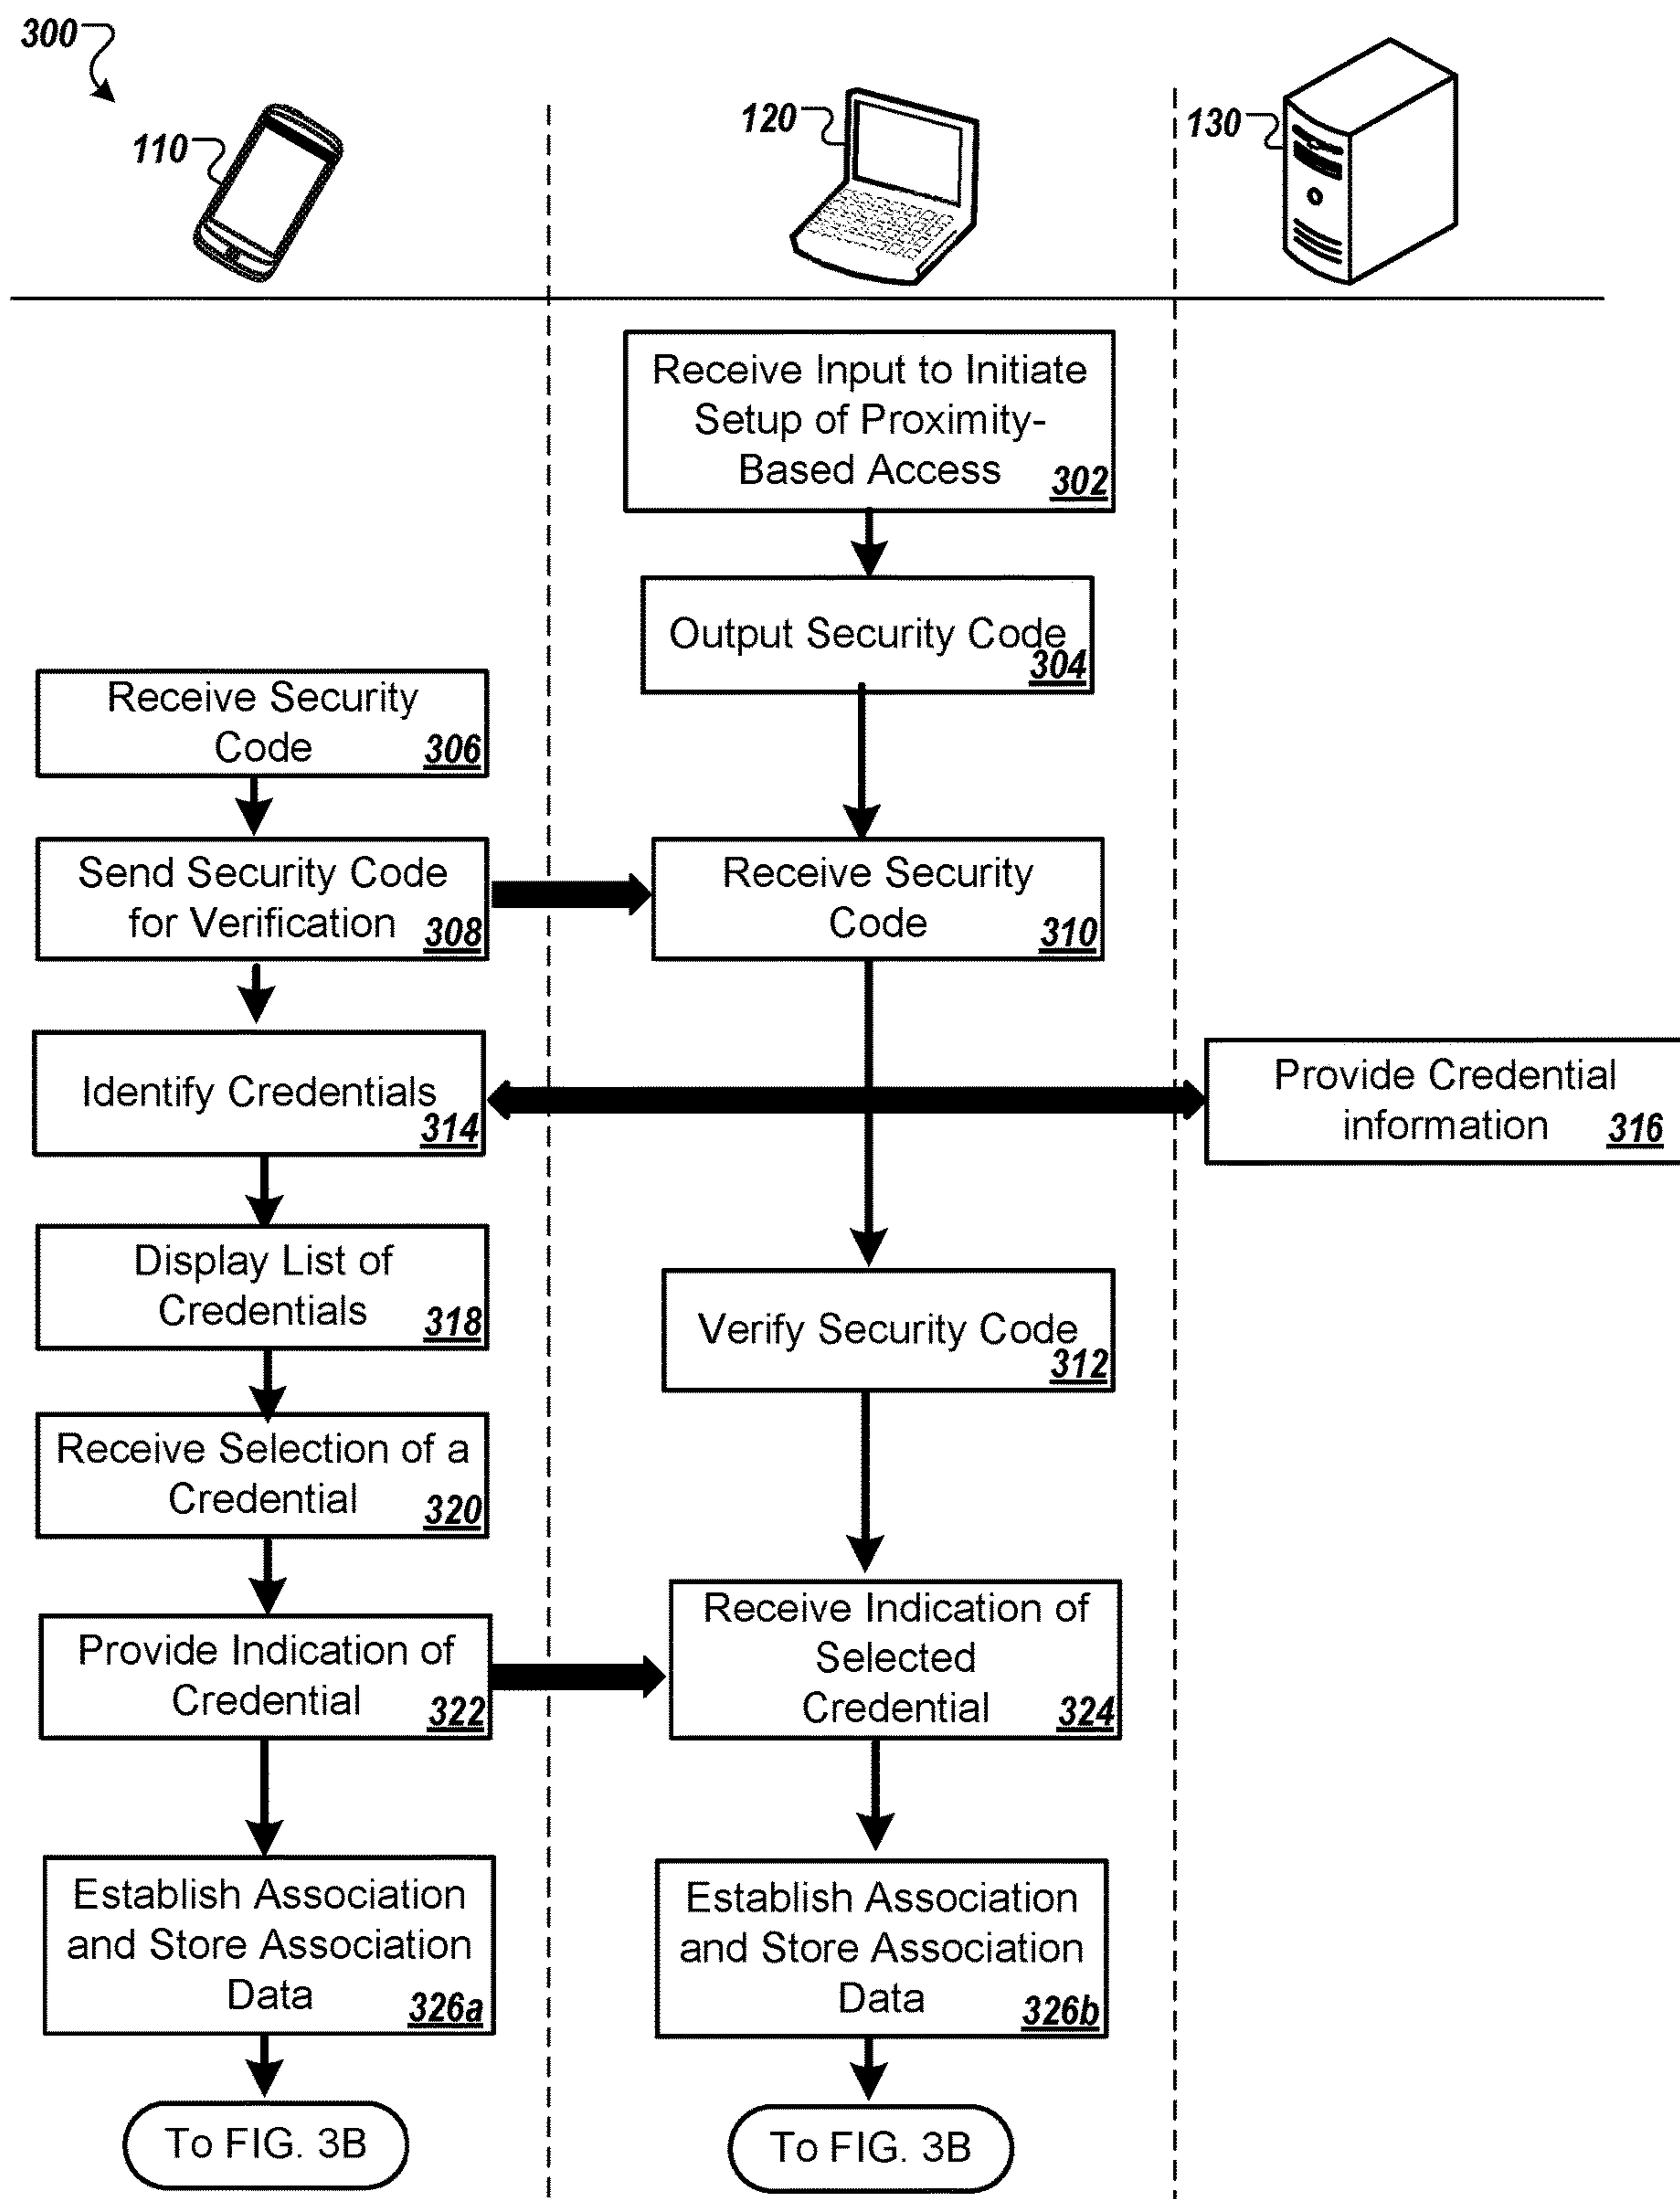 300
110
120
130
Receive Input to Initiate
Setup of Proximity-
Based Access 302
Output Security Code
304
Receive Security
Code 306
Send Security Code
for Verification 308
Receive Security
Code 310
Identify Credentials
314
Provide Credential
information 316
Display List of
Credentials 318
Verify Security Code
312
Receive Selection of a
Credential 320
Provide Indication of
Credential 322
Receive Indication of
Selected
Credential 324
Establish Association
and Store Association
Data 326a
Establish Association
and Store Association
Data 326b
To FIG. 3B
To FIG. 3B